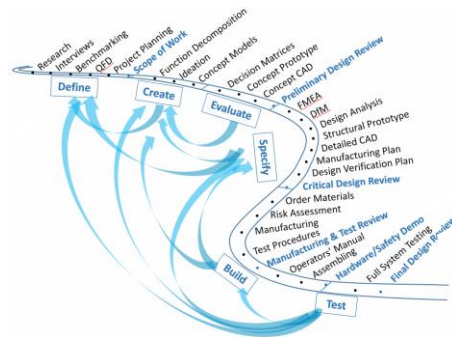 Research
Interviews
Benchmarking
QFD
Project Planning
Scope of Work
Function Decomposition
Ideation
Concept Models
Decision Matrices
Concept Prototype
Concept CAD
Preliminary Design Review
FMEA
DfM
Design Analysis
Structural Prototype
Detailed CAD
Manufacturing Plan
Design Verification Plan
Critical Design Review
Order Materials
Risk Assessment
Manufacturing
Test Procedures
Manufacturing & Test Review
Operators' Manual
Assembling
Hardware/Safety Demo
Full System Testing
Final Design Review
Define
Create
Evaluate
Specify
Build
Test